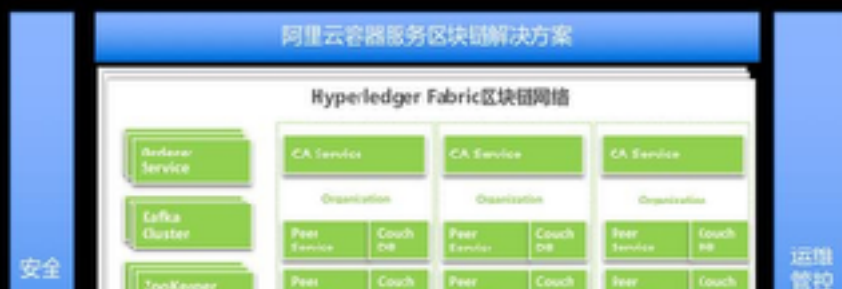 阿里云容器服务区块链解决方案
Hyperledger Fabric区块链网络
Orderer Service
CA Service
CA Service
CA Service
Organization
Organization
Organization
Kafka Cluster
Peer Service
Couch DB
Peer Service
Couch DB
Peer Service
Couch DB
ZooKeeper
Peer
Couch
Peer
Couch
Peer
Couch
安全
运维
管控